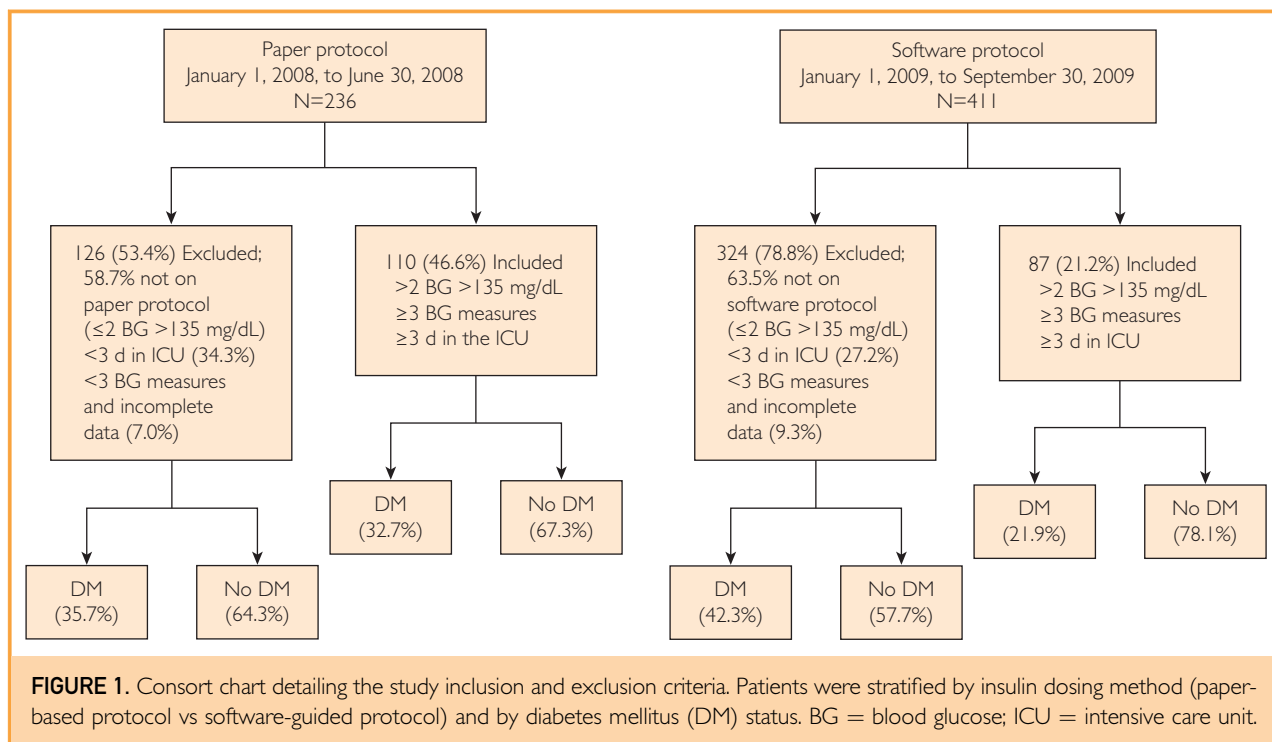 Paper protocol
January 1, 2008, to June 30, 2008
N=236
Software protocol
January 1, 2009, to September 30, 2009
N=411
126 (53.4%) Excluded;
58.7% not on
paper protocol
(≤2 BG >135 mg/dL)
<3 d in ICU (34.3%)
<3 BG measures
and incomplete
data (7.0%)
110 (46.6%) Included
>2 BG >135 mg/dL
≥3 BG measures
≥3 d in the ICU
324 (78.8%) Excluded;
63.5% not on
software protocol
(≤2 BG >135 mg/dL)
<3 d in ICU (27.2%)
<3 BG measures
and incomplete
data (9.3%)
87 (21.2%) Included
>2 BG >135 mg/dL
≥3 BG measures
≥3 d in ICU
DM
(35.7%)
No DM
(64.3%)
DM
(32.7%)
No DM
(67.3%)
DM
(42.3%)
No DM
(57.7%)
DM
(21.9%)
No DM
(78.1%)
FIGURE 1. Consort chart detailing the study inclusion and exclusion criteria. Patients were stratified by insulin dosing method (paper-
based protocol vs software-guided protocol) and by diabetes mellitus (DM) status. BG = blood glucose; ICU = intensive care unit.